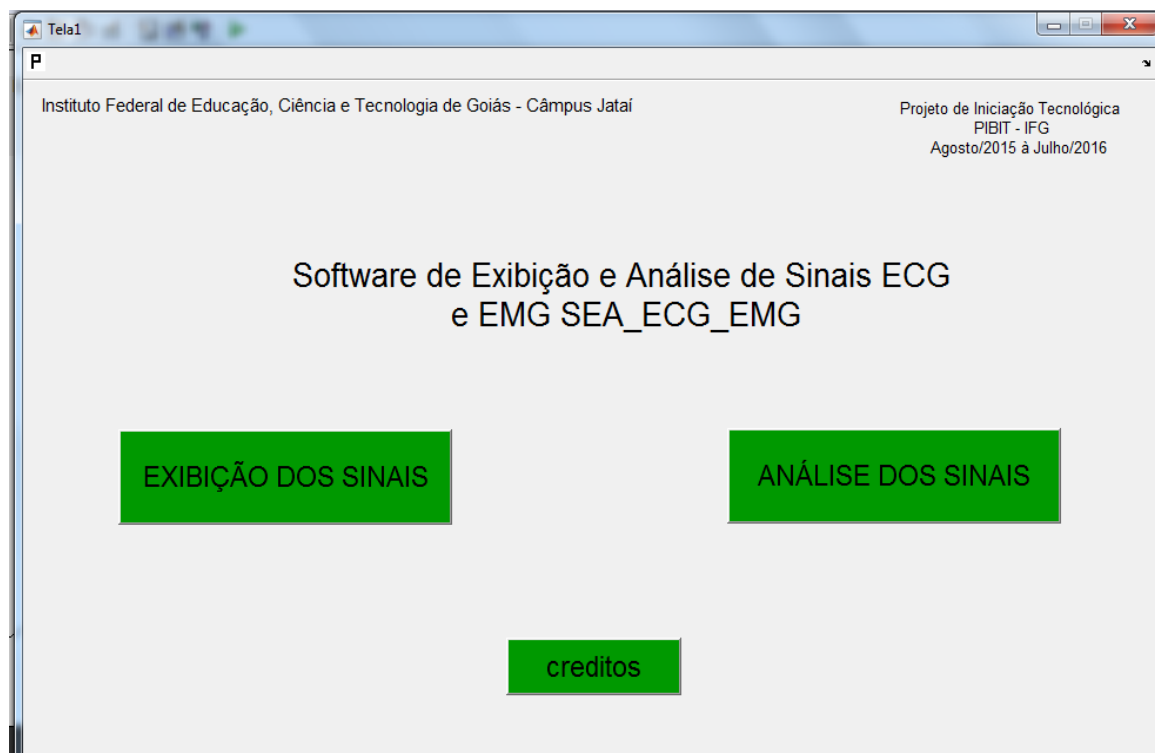 Tela1
P
Instituto Federal de Educação, Ciência e Tecnologia de Goiás - Câmpus Jataí
Projeto de Iniciação Tecnológica
PIBIT - IFG
Agosto/2015 à Julho/2016
Software de Exibição e Análise de Sinais ECG
e EMG SEA_ECG_EMG
EXIBIÇÃO DOS SINAIS
ANÁLISE DOS SINAIS
creditos